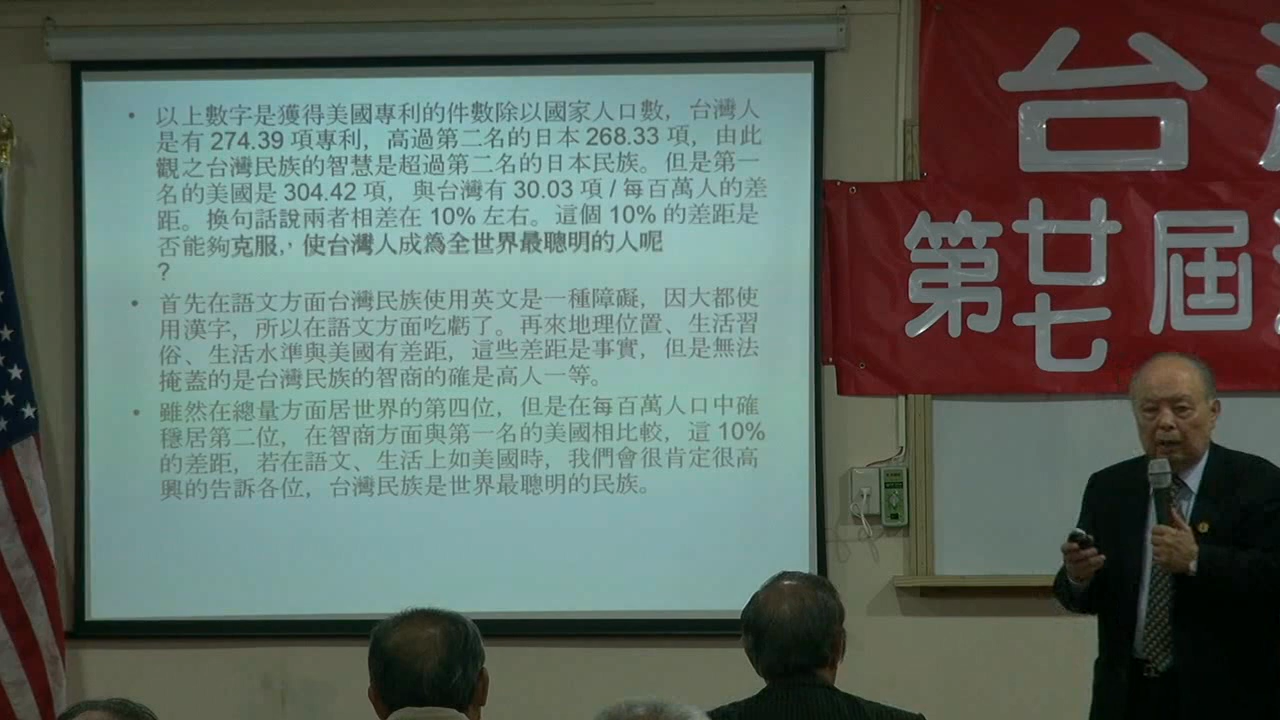 • 以上數字是獲得美國專利的件數除以國家人口數，台灣人
是有 274.39 項專利，高過第二名的日本 268.33 項，由此
觀之台灣民族的智慧是超過第二名的日本民族。但是第一
名的美國是 304.42 項，與台灣有 30.03 項 / 每百萬人的差
距。換句話說兩者相差在 10% 左右。這個 10% 的差距是
否能夠克服，使台灣人成為全世界最聰明的人呢
?
• 首先在語文方面台灣民族使用英文是一種障礙，因大都使
用漢字，所以在語文方面吃虧了。再來地理位置、生活習
俗、生活水準與美國有差距，這些差距是事實，但是無法
掩蓋的是台灣民族的智商的確是高人一等。
• 雖然在總量方面居世界的第四位，但是在每百萬人口中確
穩居第二位，在智商方面與第一名的美國相比較，這 10%
的差距，若在語文、生活上如美國時，我們會很肯定很高
興的告訴各位，台灣民族是世界最聰明的民族。
台
第廿七屆